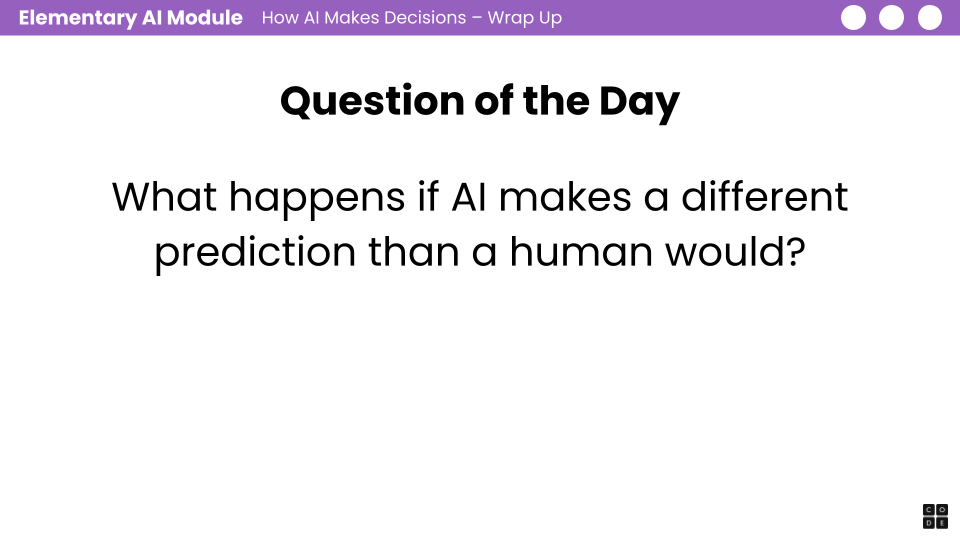 Elementary AI Module How AI Makes Decisions – Wrap Up
Question of the Day
What happens if AI makes a different
prediction than a human would?
C O
D E